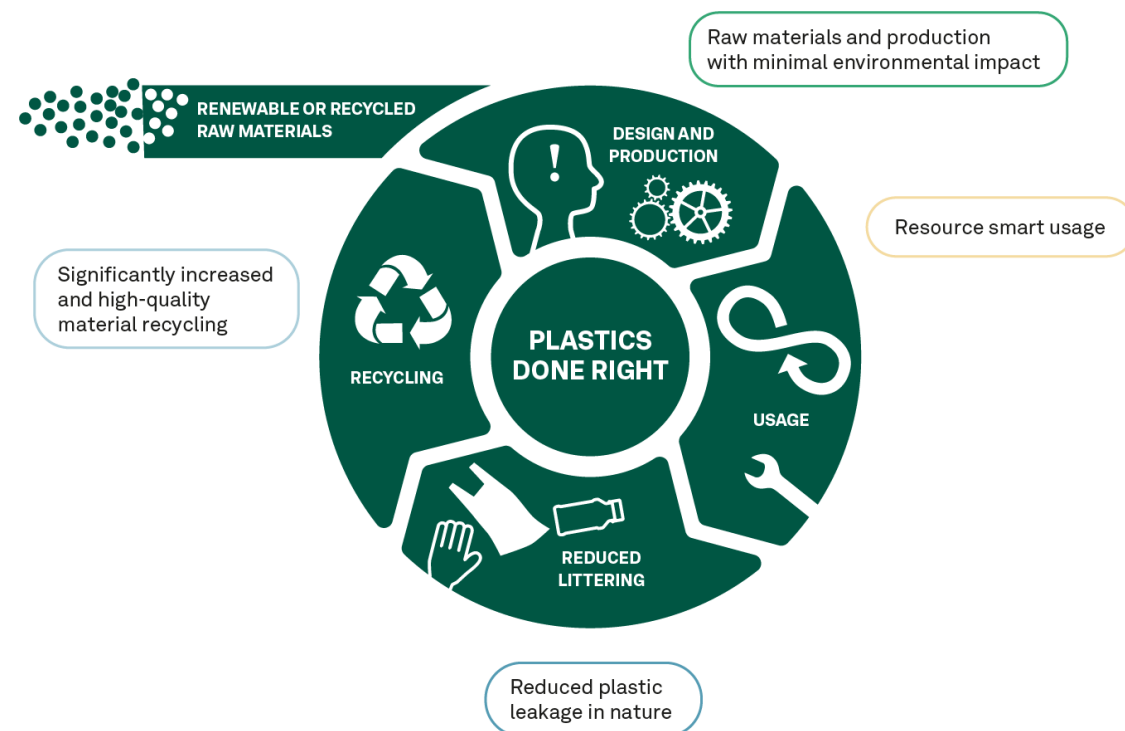 Raw materials and production
with minimal environmental impact
RENEWABLE OR RECYCLED
RAW MATERIALS
DESIGN AND
PRODUCTION
!
Resource smart usage
Significantly increased
and high-quality
material recycling
PLASTICS
DONE RIGHT
RECYCLING
USAGE
REDUCED
LITTERING
Reduced plastic
leakage in nature